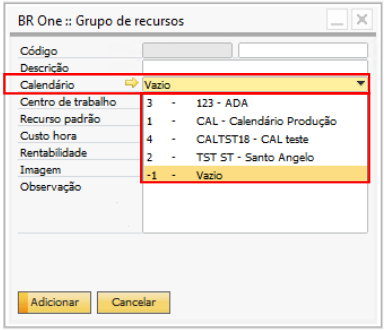 BR One :: Grupo de recursos
Código
Descrição
Calendário Vazio
Centro de trabalho
Recurso padrão
Custo hora
Rentabilidade
Imagem
Observação
3 - 123 - ADA
1 - CAL - Calendário Produção
4 - CALTST18 - CAL teste
2 - TST ST - Santo Angelo
-1 - Vazio
Adicionar Cancelar